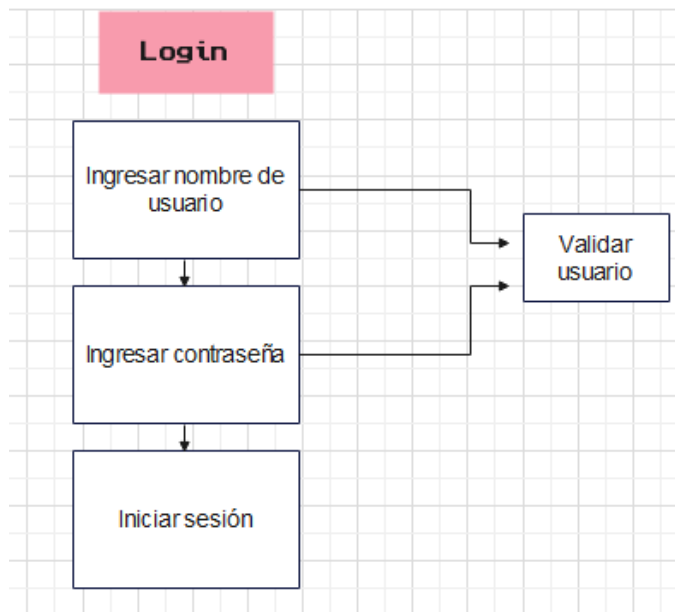 Login
Ingresar nombre de
usuario
Validar
usuario
Ingresar contraseña
Iniciar sesión